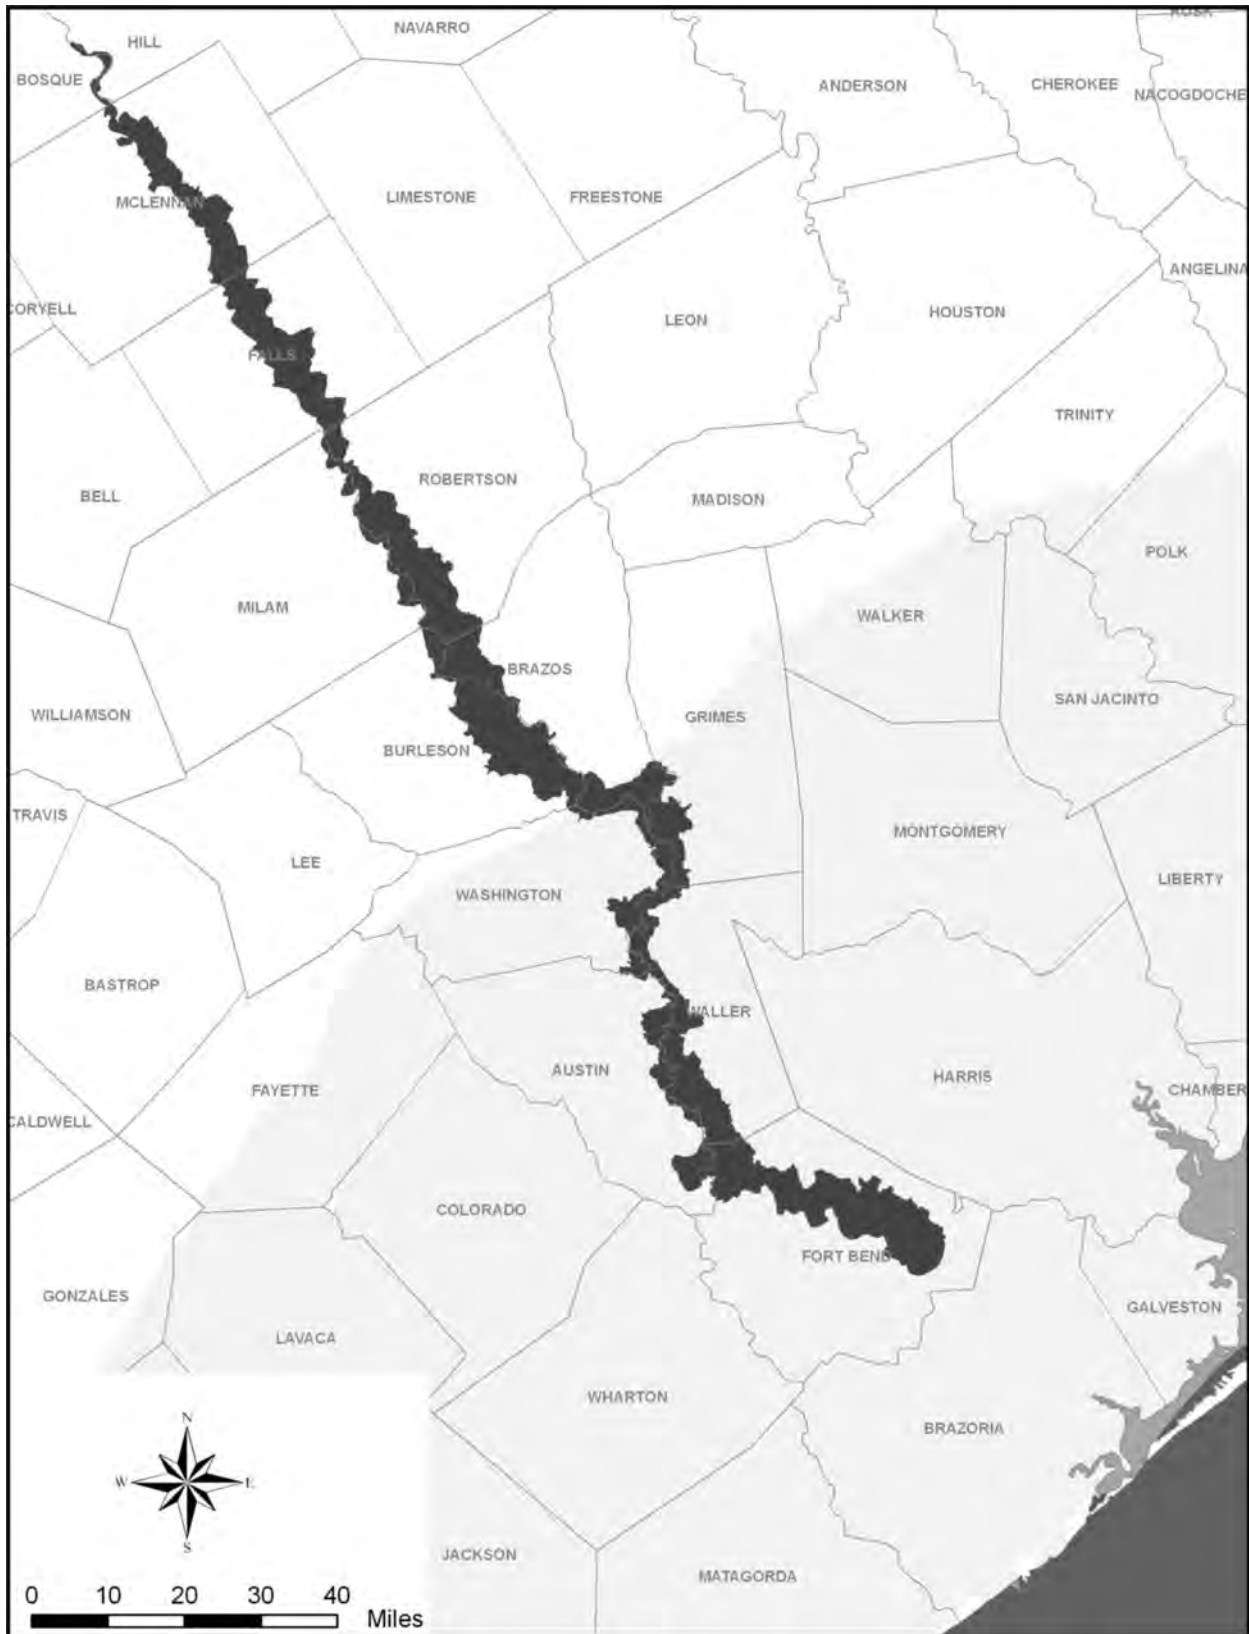 RUSK
NAVARRO
HILL
BOSQUE
ANDERSON
CHEROKEE
NACOGDOCHE
LIMESTONE
FREESTONE
MCLENNAN
ANGELINA
CORYELL
LEON
HOUSTON
FALLS
TRINITY
ROBERTSON
BELL
MADISON
POLK
MILAM
WALKER
BRAZOS
SAN JACINTO
WILLIAMSON
GRIMES
BURLESON
TRAVIS
MONTGOMERY
LEE
LIBERTY
WASHINGTON
BASTROP
WALLER
AUSTIN
HARRIS
FAYETTE
CHAMBER
CALDWELL
COLORADO
FORT BEND
GONZALES
GALVESTON
LAVACA
WHARTON
BRAZORIA
N
W E
S
JACKSON
MATAGORDA
0 10 20 30 40 Miles